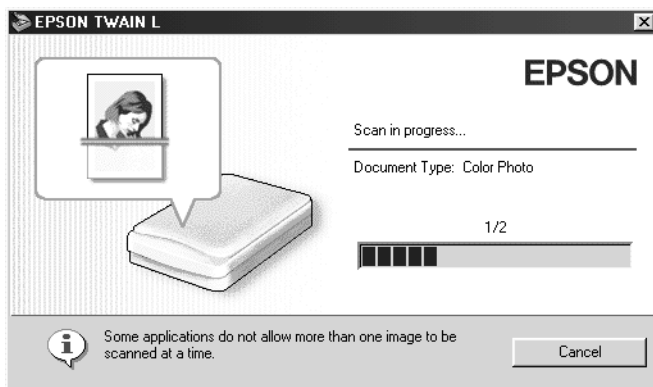 EPSON TWAIN L
EPSON
Scan in progress...
Document Type: Color Photo
1/2
Some applications do not allow more than one image to be
scanned at a time.
Cancel